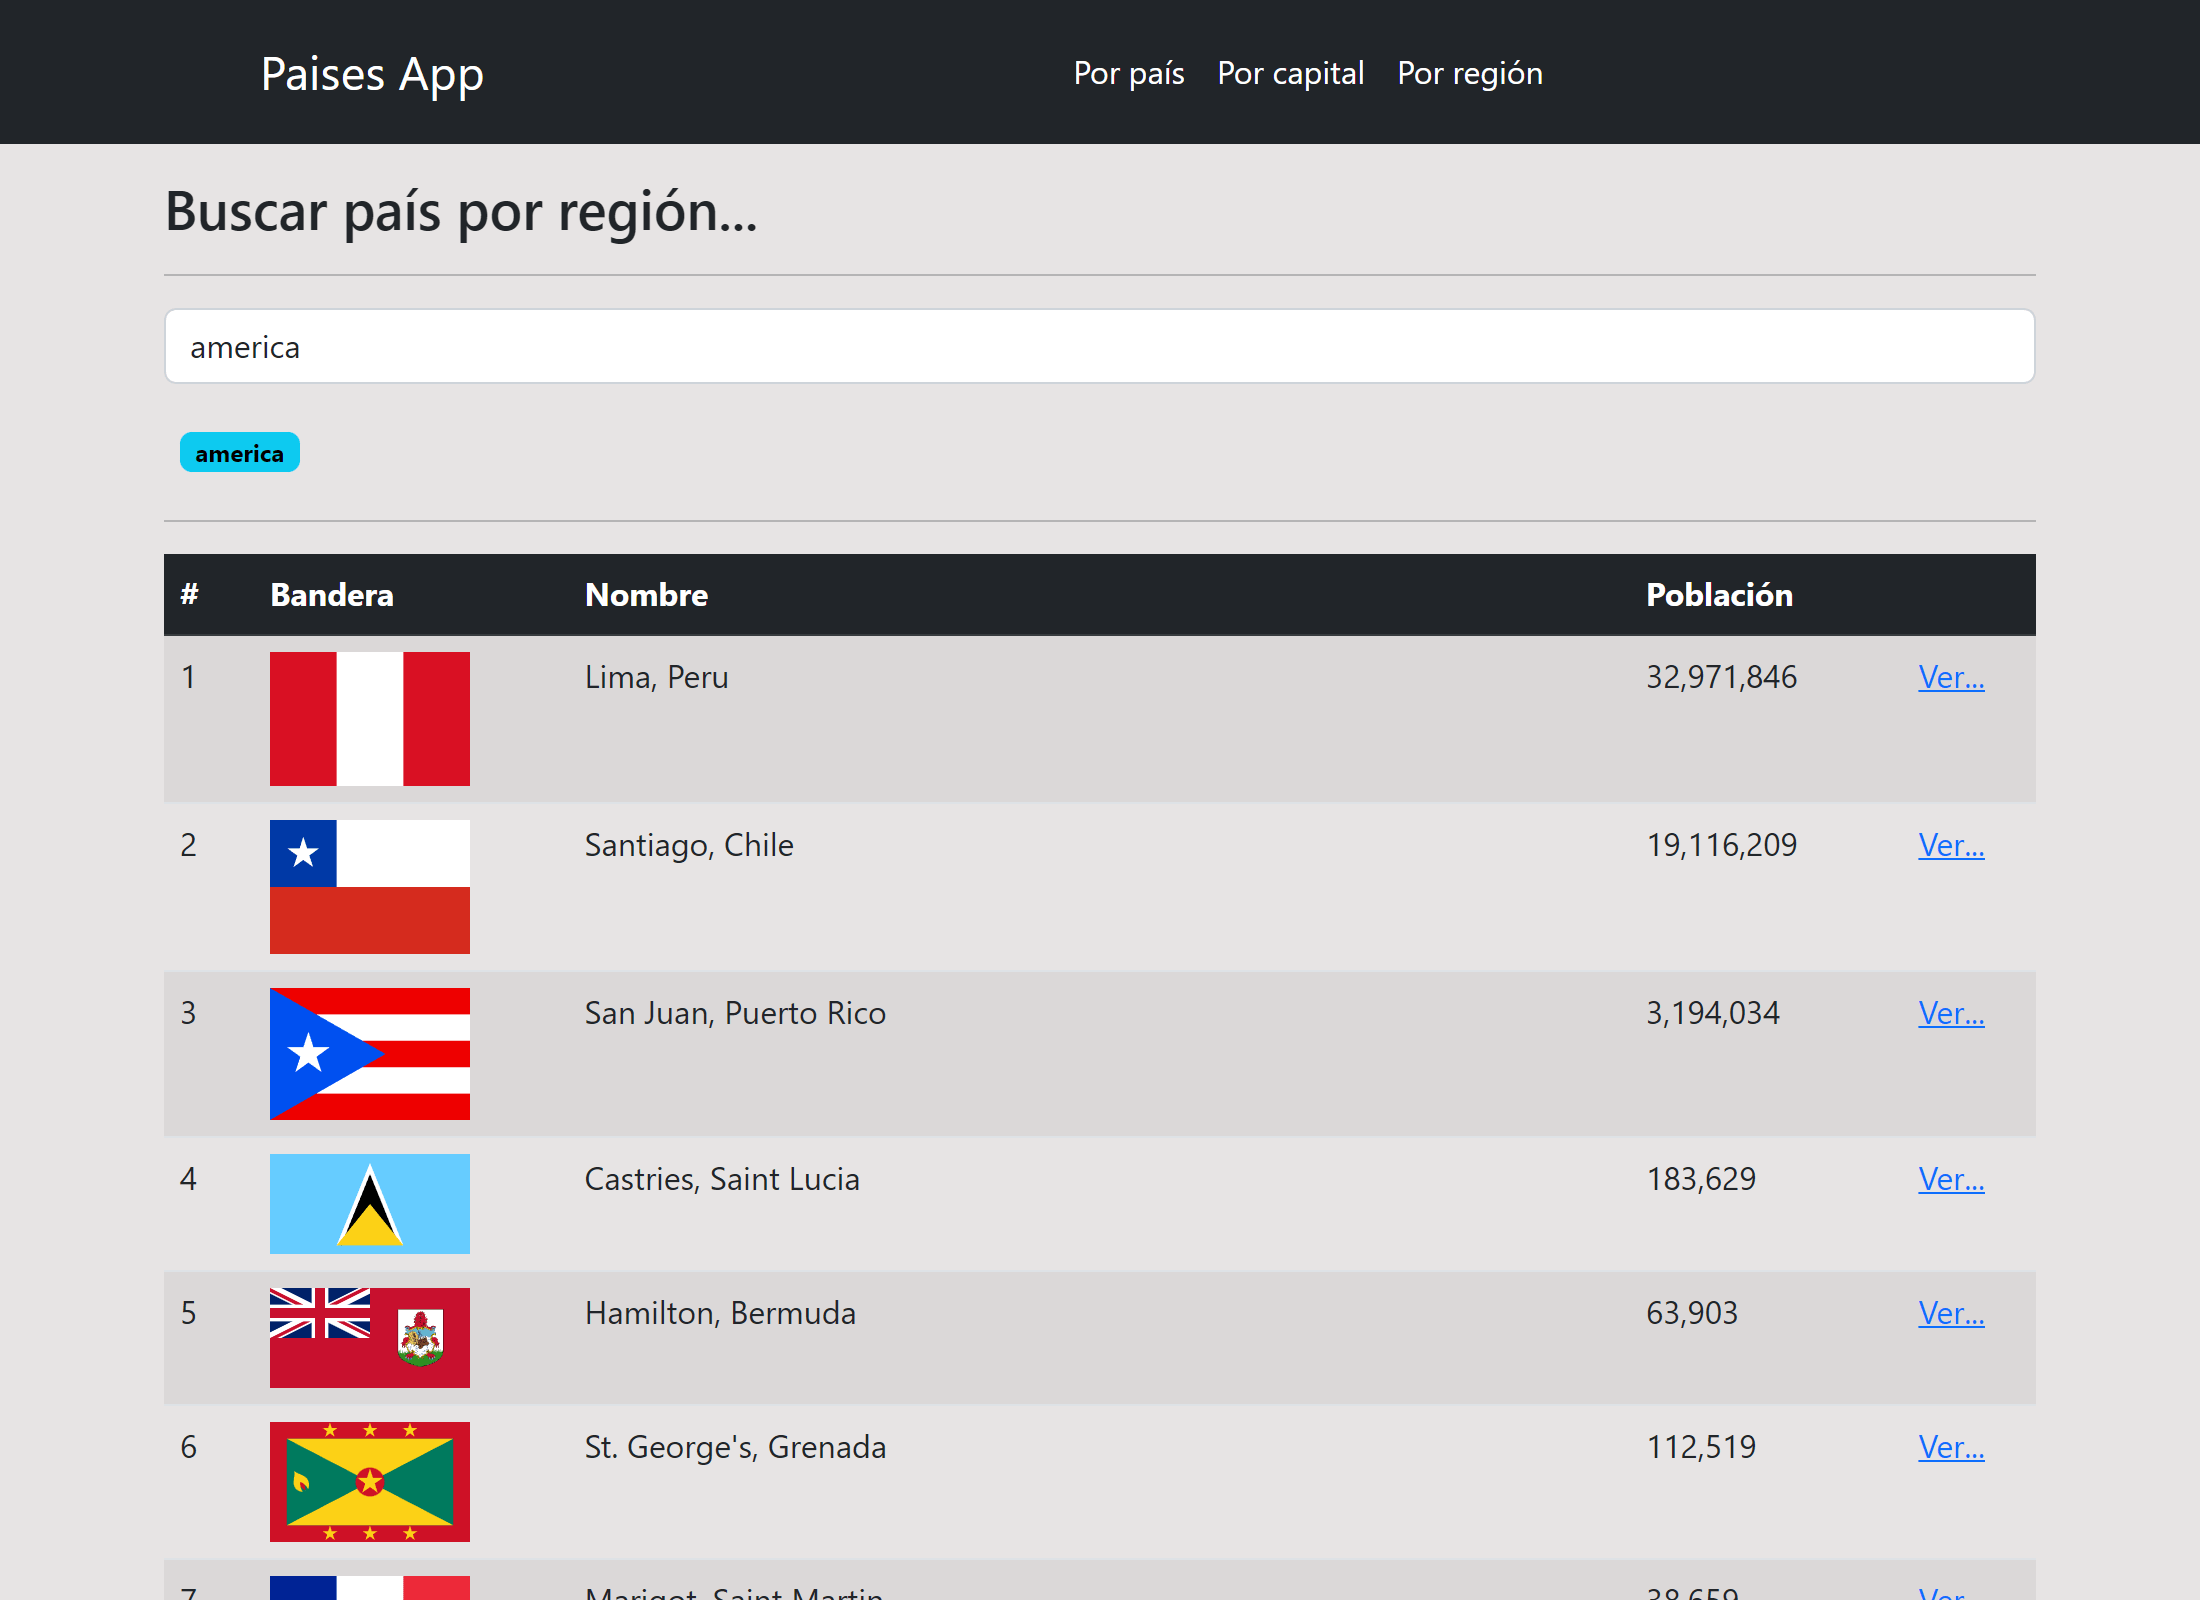 Paises App Por país Por capital Por región
Buscar país por región...
america
america
# Bandera Nombre Población
1 Lima, Peru 32,971,846 Ver...
2 Santiago, Chile 19,116,209 Ver...
3 San Juan, Puerto Rico 3,194,034 Ver...
4 Castries, Saint Lucia 183,629 Ver...
5 Hamilton, Bermuda 63,903 Ver...
6 St. George's, Grenada 112,519 Ver...
7 Marigot, Saint Martin 38,659 Ver...